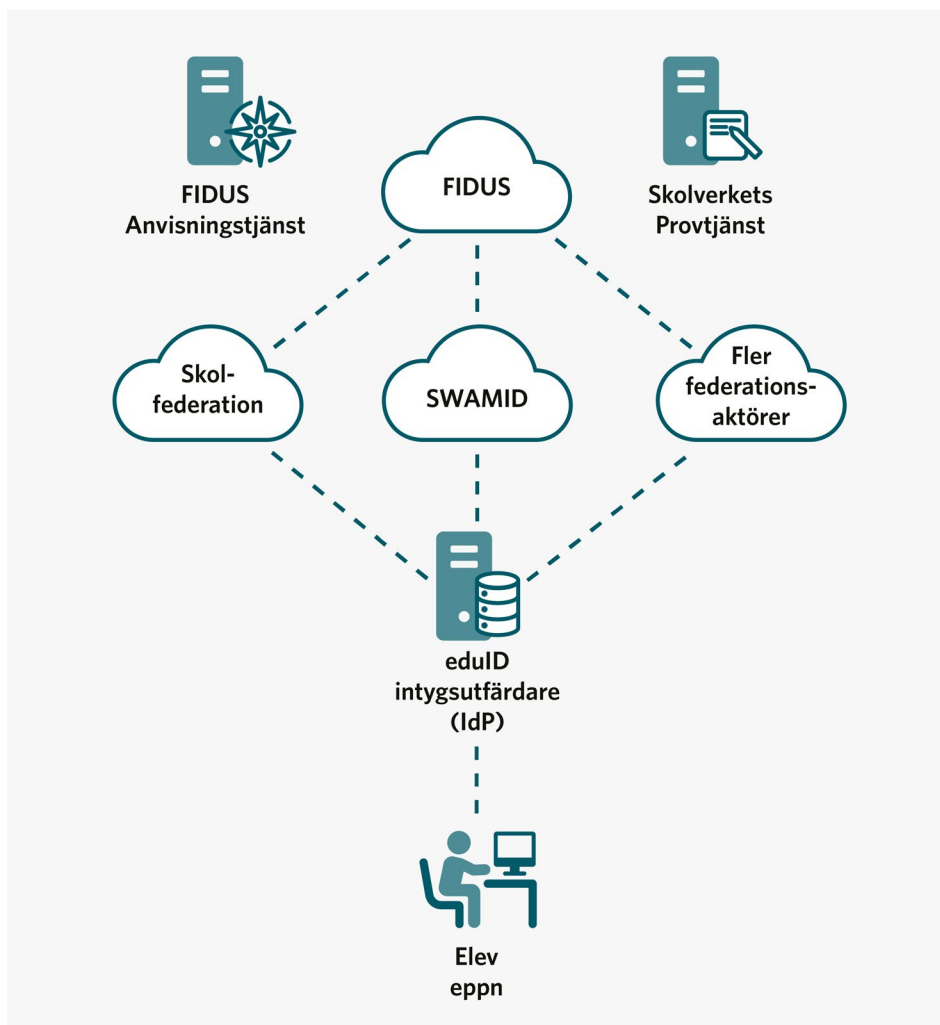 FIDUS
Anvisningstjänst
FIDUS
Skolverkets
Provtjänst
Skol-
federation
SWAMID
Fler
federations-
aktörer
eduID
intygsutfärdare
(IdP)
Elev
eppn